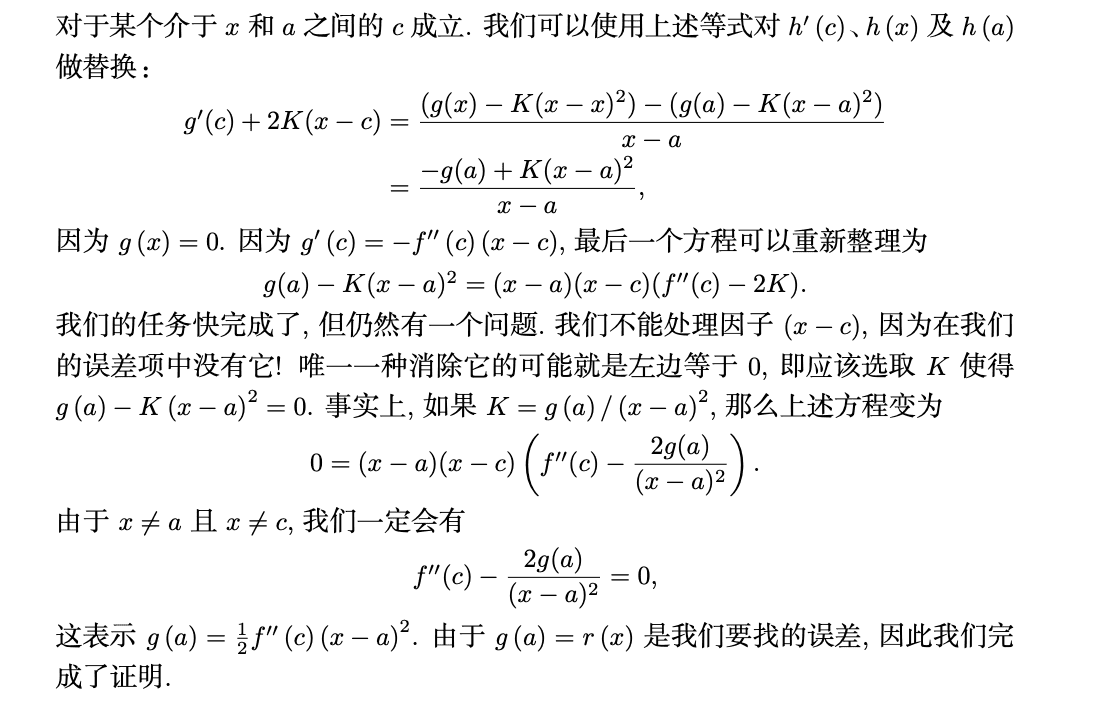 对于某个介于 x 和 a 之间的 c 成立. 我们可以使用上述等式对 h′(c)、h(x) 及 h(a)
做替换：
g′(c) + 2K(x − c) = \frac{(g(x) − K(x − x)²) − (g(a) − K(x − a)²)}{x − a}
= \frac{−g(a) + K(x − a)²}{x − a},
因为 g(x) = 0. 因为 g′(c) = −f″(c)(x − c), 最后一个方程可以重新整理为
g(a) − K(x − a)² = (x − a)(x − c)(f″(c) − 2K).
我们的任务快完成了, 但仍然有一个问题. 我们不能处理因子 (x − c), 因为在我们
的误差项中没有它! 唯一一种消除它的可能就是左边等于 0, 即应该选取 K 使得
g(a) − K(x − a)² = 0. 事实上, 如果 K = g(a)/(x − a)², 那么上述方程变为
0 = (x − a)(x − c) \left( f″(c) − \frac{2g(a)}{(x − a)²} \right).
由于 x ≠ a 且 x ≠ c, 我们一定会有
f″(c) − \frac{2g(a)}{(x − a)²} = 0,
这表示 g(a) = \frac{1}{2}f″(c)(x − a)². 由于 g(a) = r(x) 是我们要找的误差, 因此我们完
成了证明.